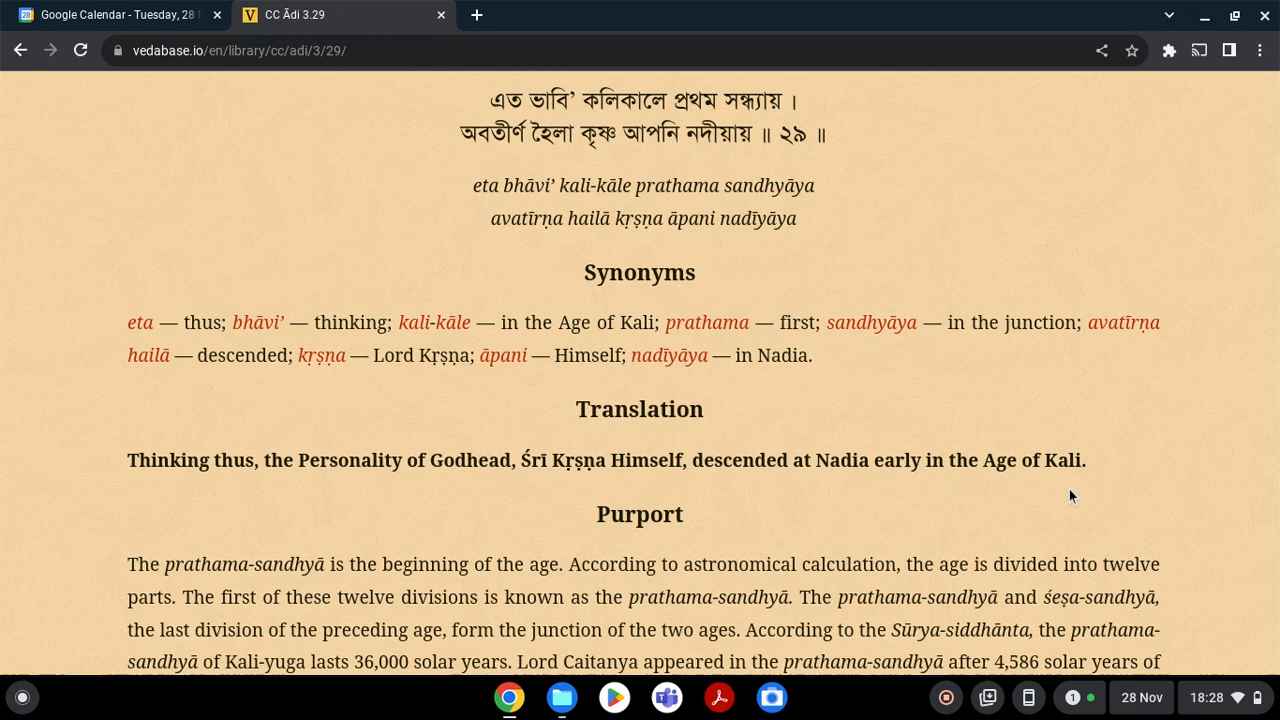 Google Calendar - Tuesday, 28
CC Ādi 3.29
vedabase.io/en/library/cc/adi/3/29/
এত ভাবি’ কলিকালে প্রথম সন্ধ্যায় ।
অবতীর্ণ হৈলা কৃষ্ণ আপনি নদীয়ায় ॥ ২৯ ॥
eta bhāvi’ kali-kāle prathama sandhyāya
avatīrṇa hailā kṛṣṇa āpani nadīyāya
Synonyms
eta — thus; bhāvi’ — thinking; kali-kāle — in the Age of Kali; prathama — first; sandhyāya — in the junction; avatīrṇa
hailā — descended; kṛṣṇa — Lord Kṛṣṇa; āpani — Himself; nadīyāya — in Nadia.
Translation
Thinking thus, the Personality of Godhead, Śrī Kṛṣṇa Himself, descended at Nadia early in the Age of Kali.
Purport
The prathama-sandhyā is the beginning of the age. According to astronomical calculation, the age is divided into twelve
parts. The first of these twelve divisions is known as the prathama-sandhyā. The prathama-sandhyā and śeṣa-sandhyā,
the last division of the preceding age, form the junction of the two ages. According to the Sūrya-siddhānta, the prathama-
sandhyā of Kali-yuga lasts 36,000 solar years. Lord Caitanya appeared in the prathama-sandhyā after 4,586 solar years of
1
28 Nov
18:28